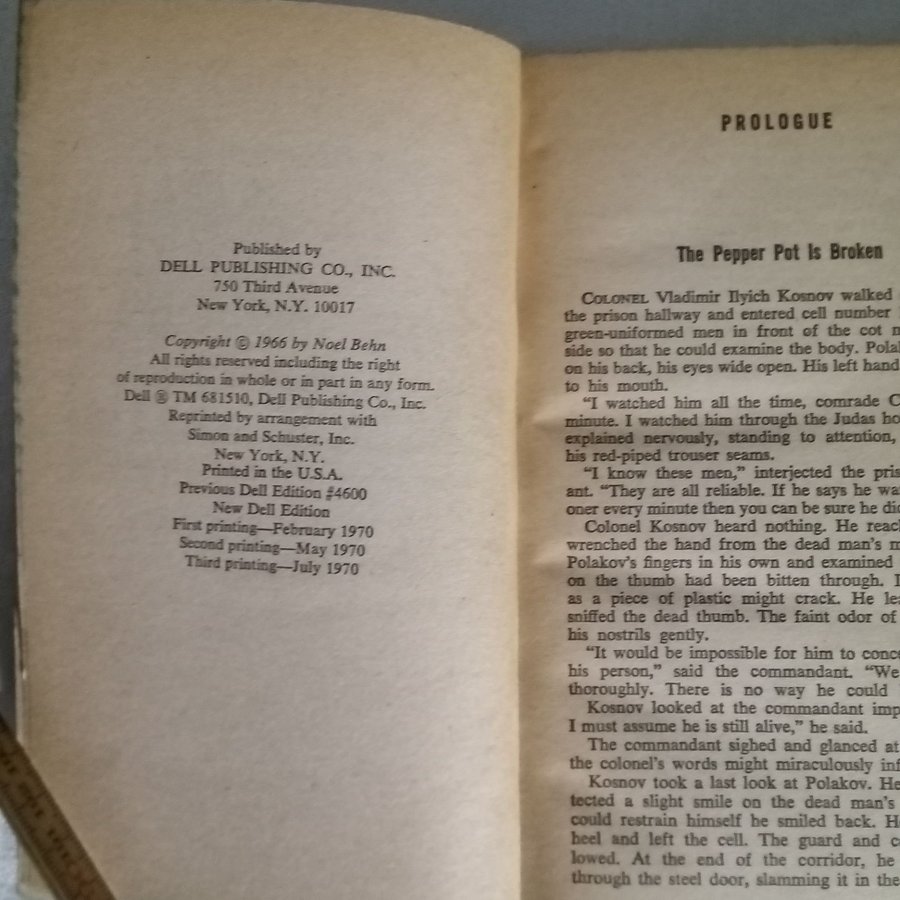 Published by
DELL PUBLISHING CO., INC.
750 Third Avenue
New York, N.Y. 10017
Copyright © 1966 by Noel Behn
All rights reserved including the right
of reproduction in whole or in part in any form.
Dell ® TM 681510, Dell Publishing Co., Inc.
Reprinted by arrangement with
Simon and Schuster, Inc.
New York, N.Y.
Printed in the U.S.A.
Previous Dell Edition #4600
New Dell Edition
First printing—February 1970
Second printing—May 1970
Third printing—July 1970
PROLOGUE
The Pepper Pot Is Broken
COLONEL Vladimir Ilyich Kosnov walked
the prison hallway and entered cell number
green-uniformed men in front of the cot
side so that he could examine the body.
on his back, his eyes wide open. His left hand
to his mouth.
"I watched him all the time, comrade
minute. I watched him through the Judas
explained nervously, standing to attention,
his red-piped trouser seams.
"I know these men," interjected the
ant. "They are all reliable. If he says he
oner every minute then you can be sure he
Colonel Kosnov heard nothing. He
wrenched the hand from the dead man's
Polakov's fingers in his own and examined
on the thumb had been bitten through.
as a piece of plastic might crack. He
sniffed the dead thumb. The faint odor of
his nostrils gently.
"It would be impossible for him to
his person," said the commandant. "We
thoroughly. There is no way he could
Kosnov looked at the commandant
I must assume he is still alive," he said.
The commandant sighed and glanced at
the colonel's words might miraculously
Kosnov took a last look at Polakov. He
tected a slight smile on the dead man's
could restrain himself he smiled back.
heel and left the cell. The guard and
lowed. At the end of the corridor, he
through the steel door, slamming it in the